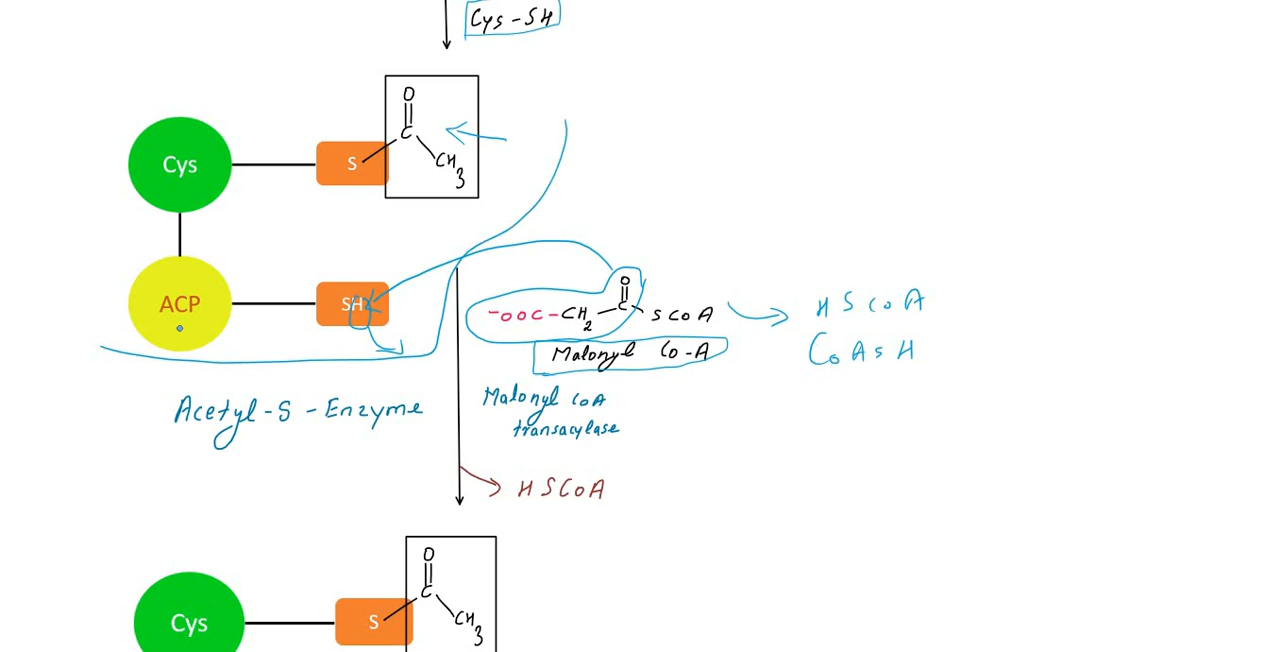 Cys-SH
O
C
Cys
S
CH3
O
ACP
SH
-OOC-CH2
C
SCoA
HSCoA
Malonyl Co-A
CoASH
Malonyl CoA
Acetyl-S-Enzyme
transacylase
HSCoA
O
C
Cys
S
CH3